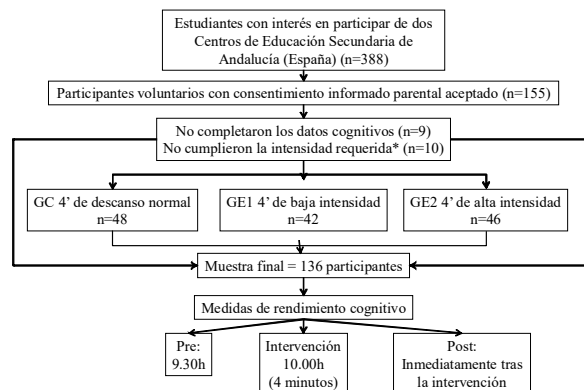 Estudiantes con interés en participar de dos
Centros de Educación Secundaria de
Andalucía (España) (n=388)
Participantes voluntarios con consentimiento informado parental aceptado (n=155)
No completaron los datos cognitivos (n=9)
No cumplieron la intensidad requerida* (n=10)
GC 4’ de descanso normal
n=48
GE1 4’ de baja intensidad
n=42
GE2 4’ de alta intensidad
n=46
Muestra final = 136 participantes
Medidas de rendimiento cognitivo
Pre:
9.30h
Intervención
10.00h
(4 minutos)
Post:
Inmediatamente tras
la intervención